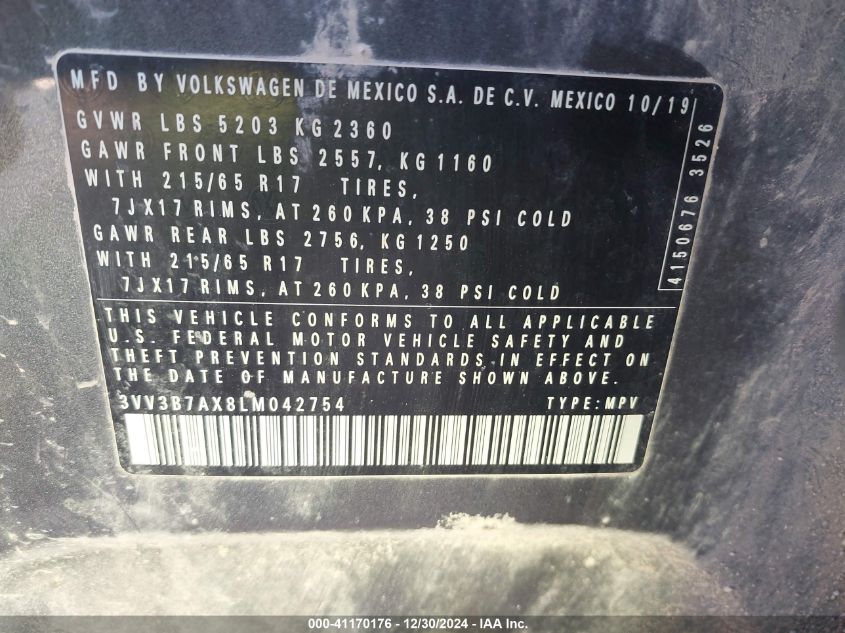 MFD BY VOLKSWAGEN DE MEXICO S.A. DE C.V. MEXICO 10/19
GVWR LBS 5203 KG 2360
GAWR FRONT LBS 2557, KG 1160
WITH 215/65 R17 TIRES,
7JX17 RIMS, AT 260 KPA, 38 PSI COLD
GAWR REAR LBS 2756, KG 1250
WITH 215/65 R17 TIRES,
7JX17 RIMS, AT 260 KPA, 38 PSI COLD
4150676 3526
THIS VEHICLE CONFORMS TO ALL APPLICABLE
U.S. FEDERAL MOTOR VEHICLE SAFETY AND
THEFT PREVENTION STANDARDS IN EFFECT ON
THE DATE OF MANUFACTURE SHOWN ABOVE.
3VV3B7AX8LM042754 TYPE: MPV
000-41170176 - 12/30/2024 - IAA Inc.